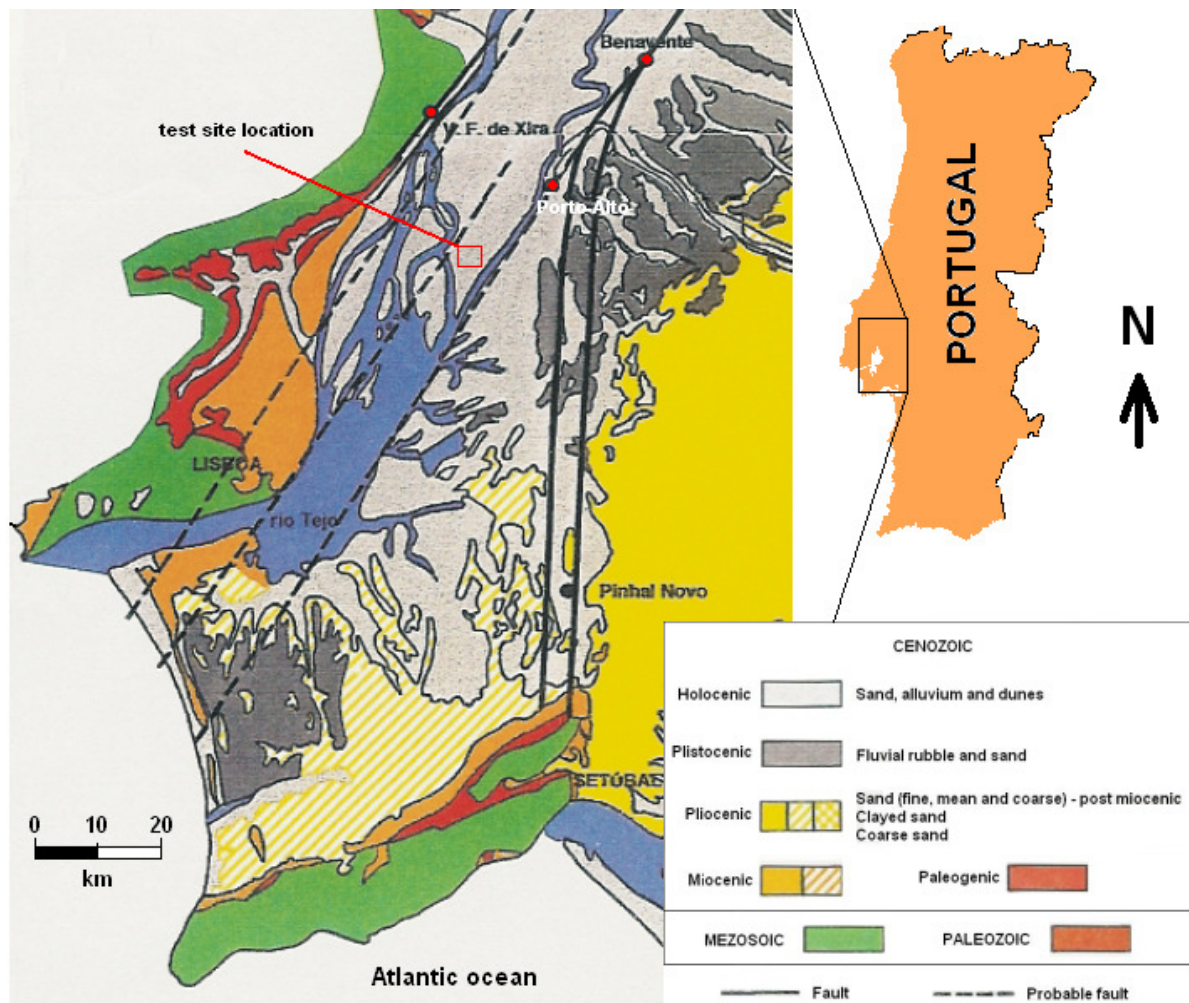 Benavente
test site location
V. F. de Xira
Porto Alto
PORTUGAL
N
LISBOA
rio Tejo
Pinhal Novo
SETÚBAL
0 10 20
km
Atlantic ocean
CENOZOIC
Holocenic Sand, alluvium and dunes
Plistocenic Fluvial rubble and sand
Pliocenic Sand (fine, mean and coarse) - post miocenic
Clayed sand
Coarse sand
Miocenic Paleogenic
MEZOSOIC PALEOZOIC
Fault Probable fault